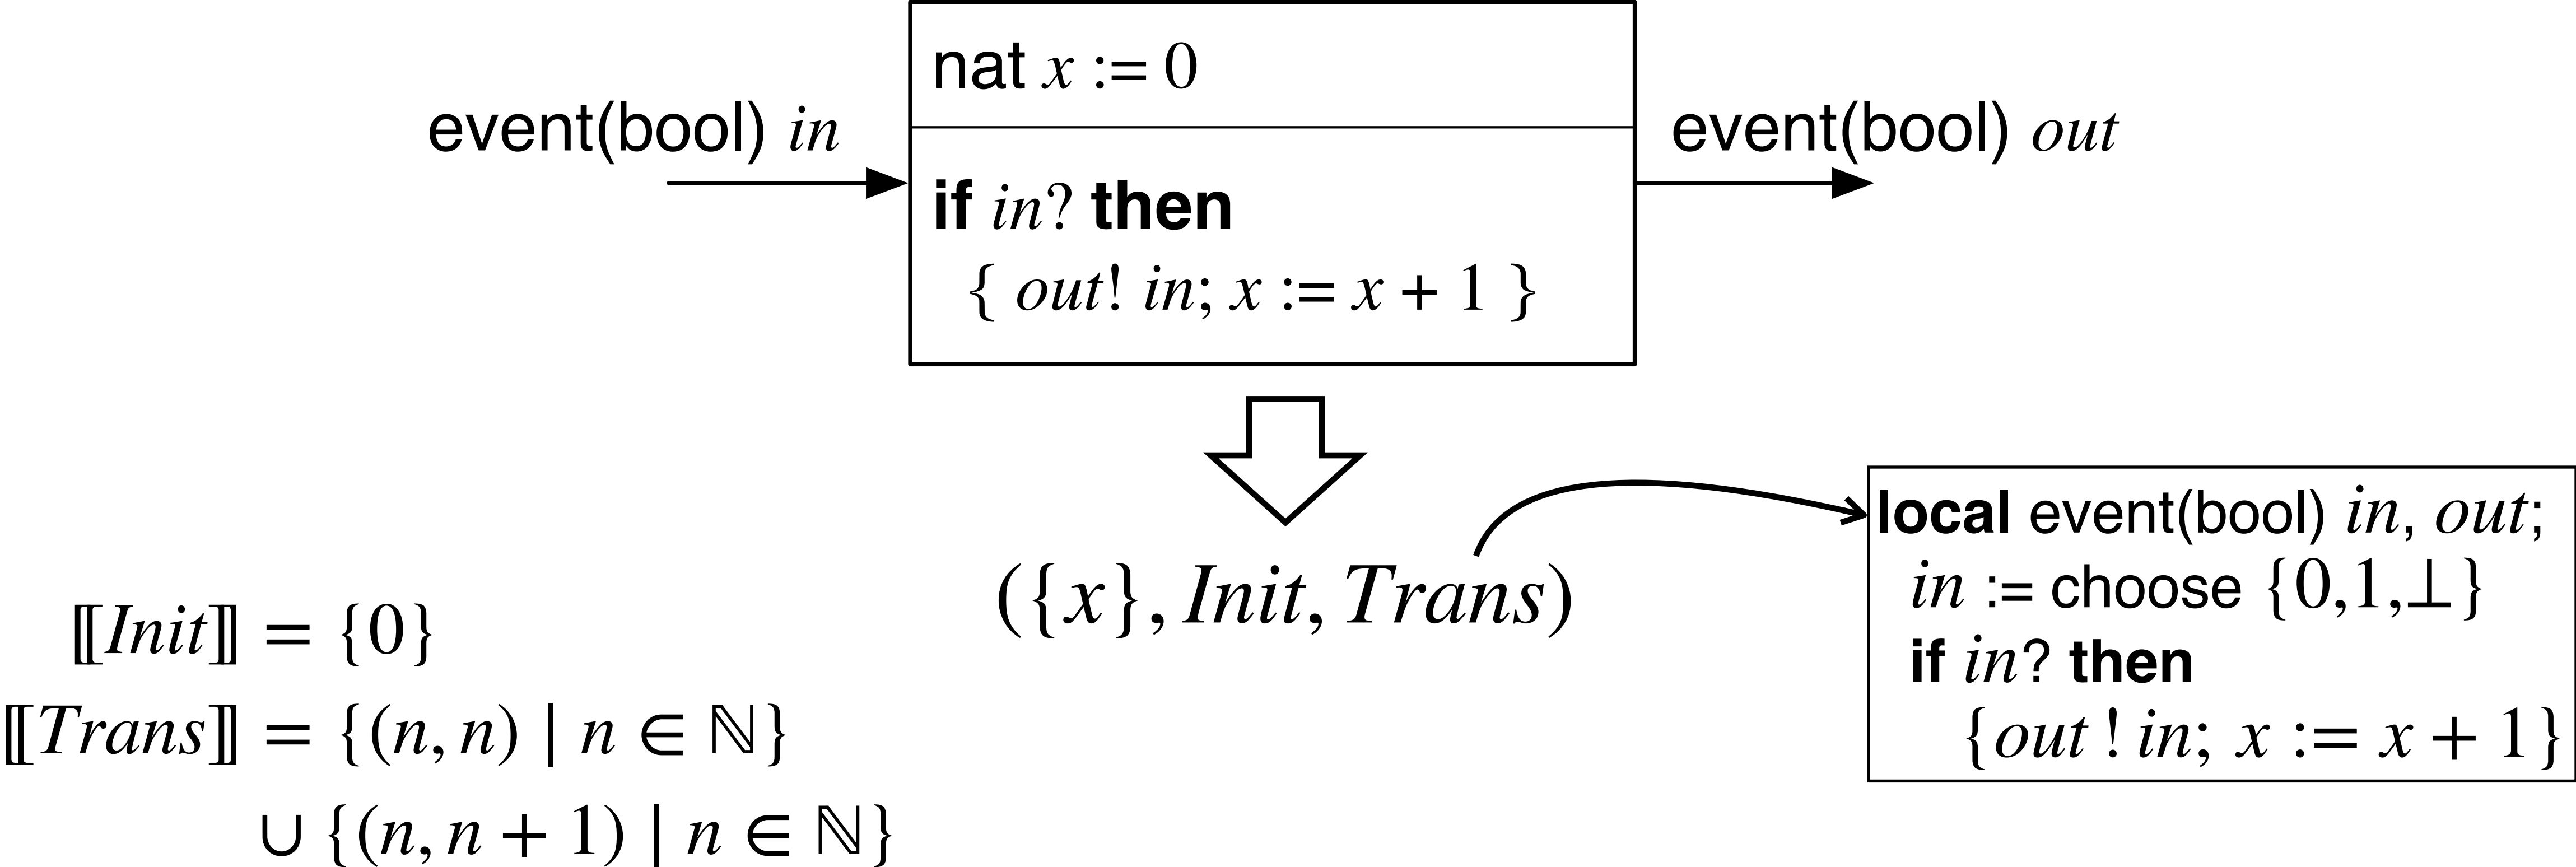 nat x := 0
event(bool) in
event(bool) out
if in? then
{ out! in; x := x + 1 }
({x}, Init, Trans)
local event(bool) in, out;
in := choose {0,1,⊥}
if in? then
{out ! in; x := x + 1}
⟦Init⟧ = {0}
⟦Trans⟧ = {(n, n) | n ∈ ℕ}
∪ {(n, n + 1) | n ∈ ℕ}